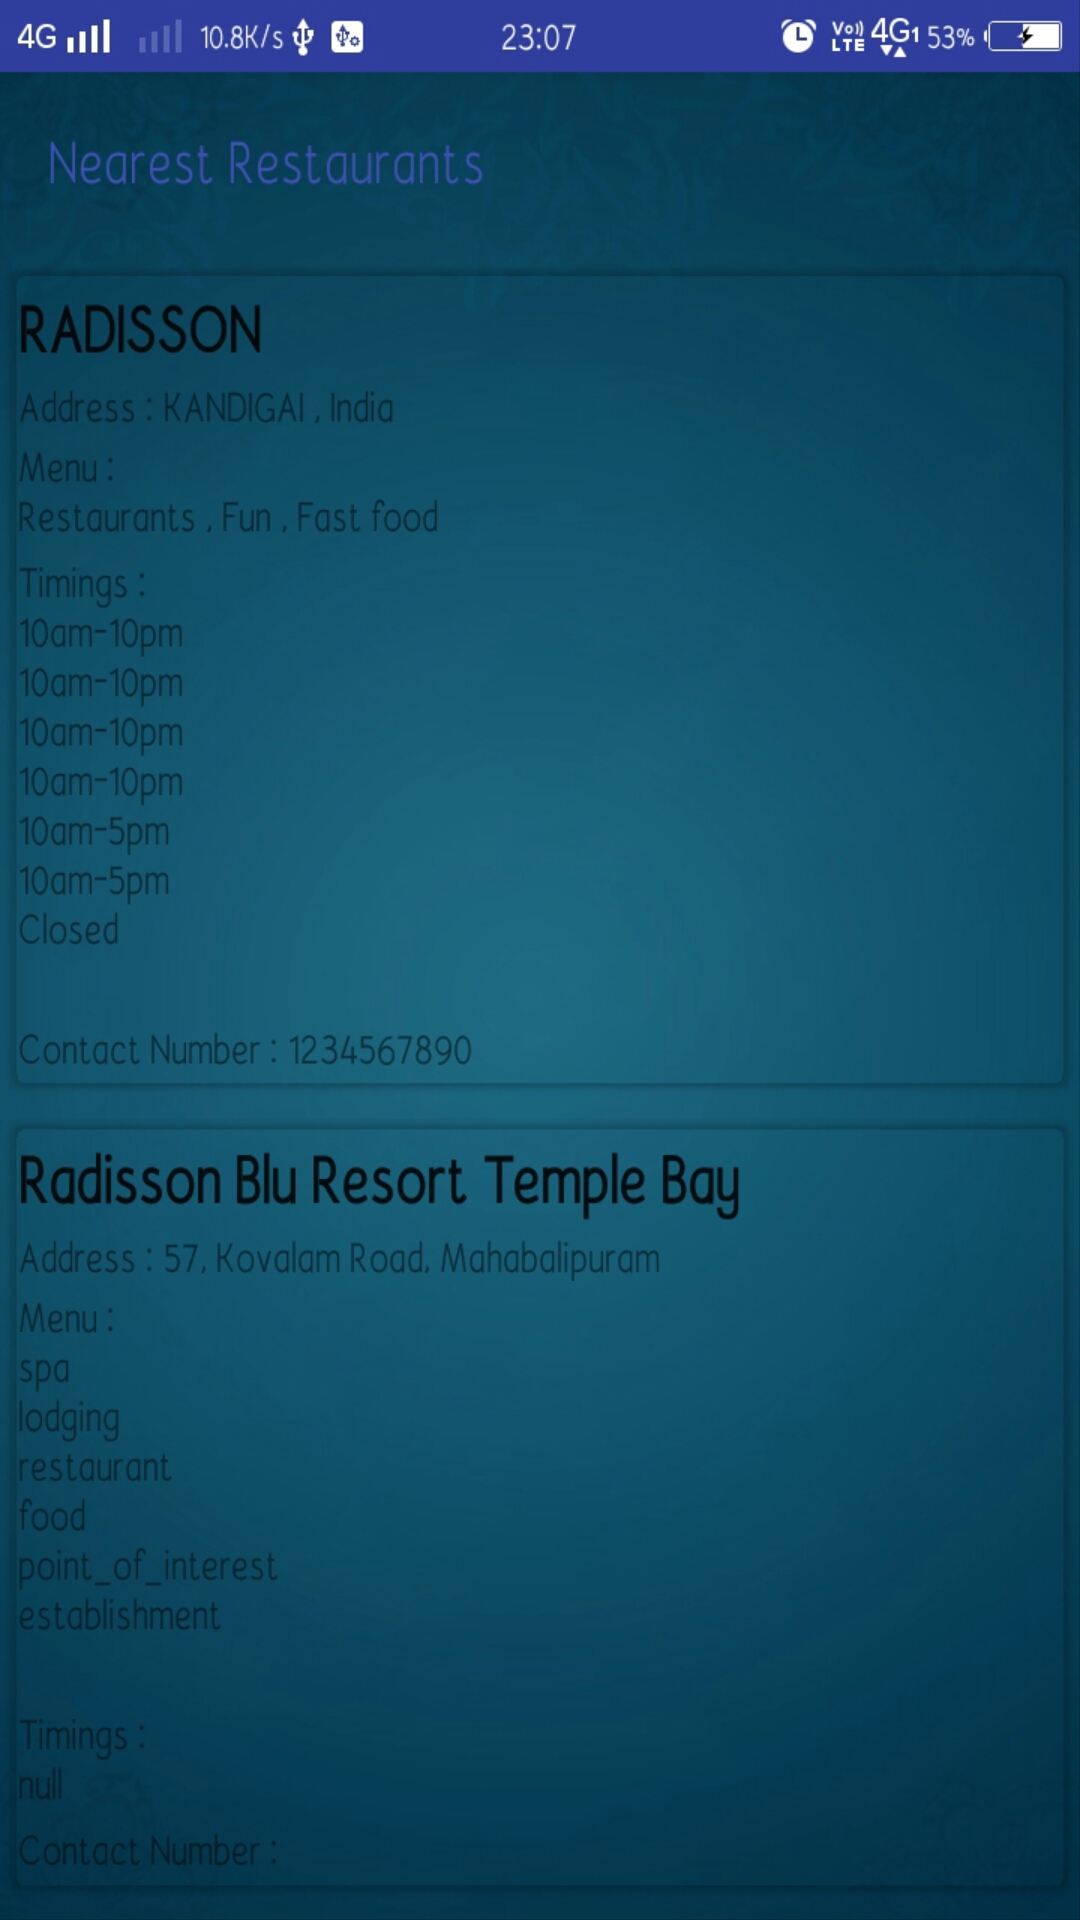 4G 10.8K/s 23:07 Vo)) LTE 4G1 53%
Nearest Restaurants
RADISSON
Address : KANDIGAI , India
Menu :
Restaurants , Fun , Fast food
Timings :
10am-10pm
10am-10pm
10am-10pm
10am-10pm
10am-5pm
10am-5pm
Closed
Contact Number : 1234567890
Radisson Blu Resort Temple Bay
Address : 57, Kovalam Road, Mahabalipuram
Menu :
spa
lodging
restaurant
food
point_of_interest
establishment
Timings :
null
Contact Number :